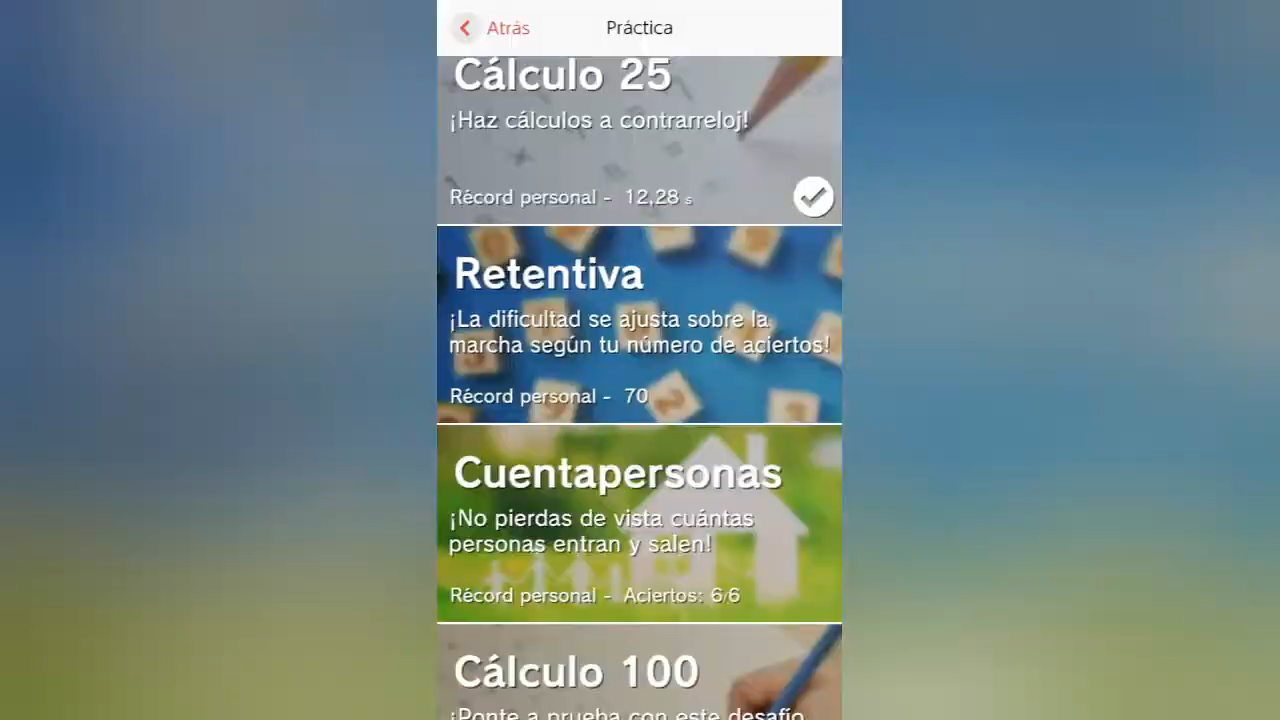 Atrás
Práctica
Cálculo 25
¡Haz cálculos a contrarreloj!
Récord personal - 12,28 s
Retentiva
¡La dificultad se ajusta sobre la
marcha según tu número de aciertos!
Récord personal - 70
Cuentapersonas
¡No pierdas de vista cuántas
personas entran y salen!
Récord personal - Aciertos: 6/6
Cálculo 100
¡Ponte a prueba con este desafío